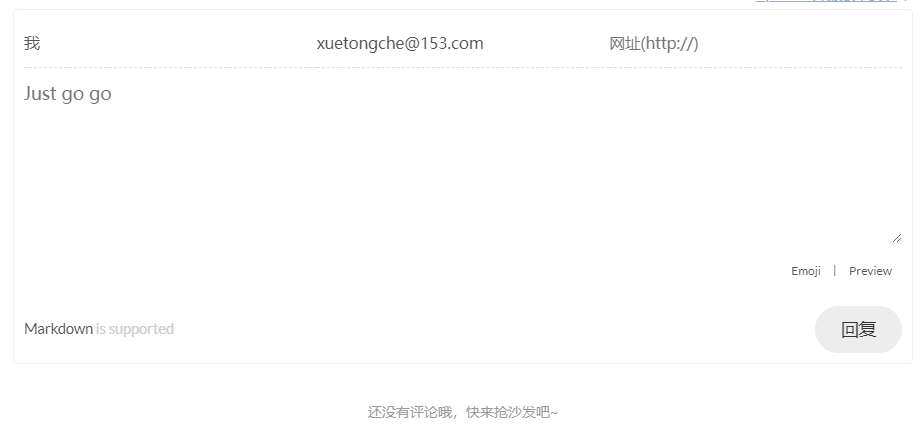 我 xuetongche@153.com 网址(http://)
Just go go
Emoji | Preview
Markdown is supported
回复
还没有评论哦，快来抢沙发吧~